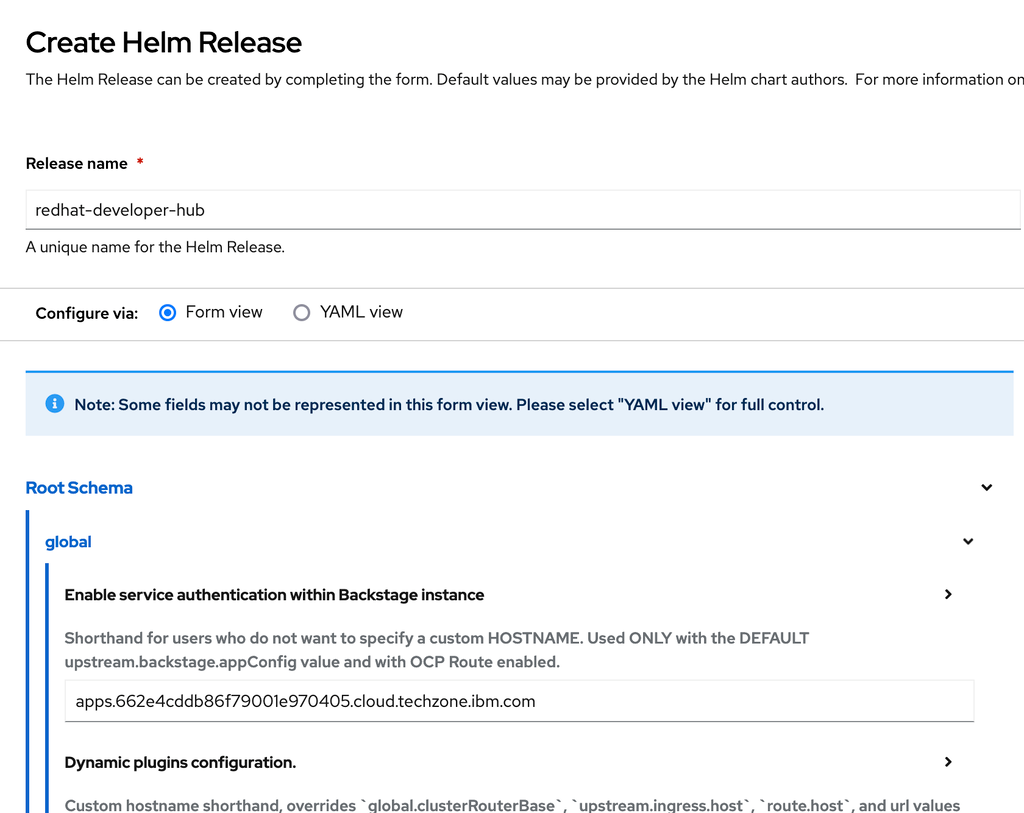 Create Helm Release
The Helm Release can be created by completing the form. Default values may be provided by the Helm chart authors. For more information on
Release name *
redhat-developer-hub
A unique name for the Helm Release.
Configure via: Form view YAML view
Note: Some fields may not be represented in this form view. Please select "YAML view" for full control.
Root Schema
global
Enable service authentication within Backstage instance
Shorthand for users who do not want to specify a custom HOSTNAME. Used ONLY with the DEFAULT
upstream.backstage.appConfig value and with OCP Route enabled.
apps.662e4cddb86f79001e970405.cloud.techzone.ibm.com
Dynamic plugins configuration.
Custom hostname shorthand, overrides `global.clusterRouterBase`, `upstream.ingress.host`, `route.host`, and url values